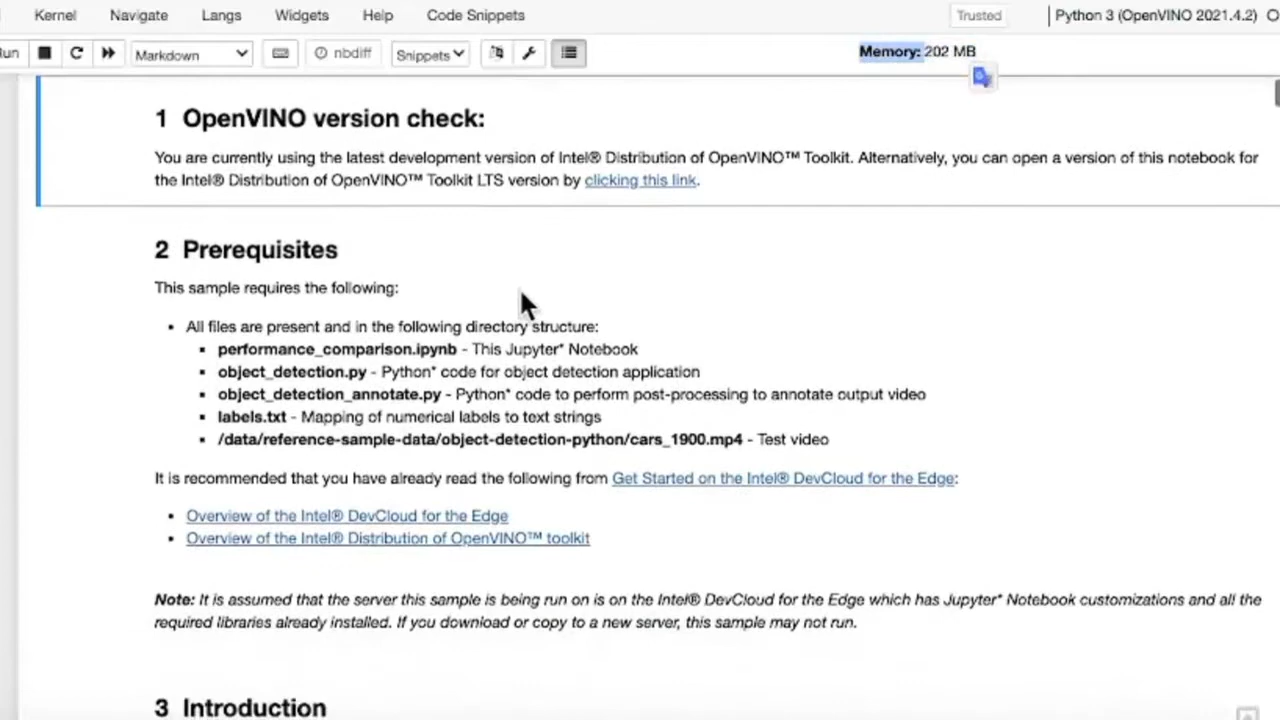 Kernel Navigate Langs Widgets Help Code Snippets Trusted Python 3 (OpenVINO 2021.4.2)
Markdown nbdiff Snippets Memory: 202 MB
1 OpenVINO version check:
You are currently using the latest development version of Intel® Distribution of OpenVINO™ Toolkit. Alternatively, you can open a version of this notebook for
the Intel® Distribution of OpenVINO™ Toolkit LTS version by clicking this link.
2 Prerequisites
This sample requires the following:
• All files are present and in the following directory structure:
▪ performance_comparison.ipynb - This Jupyter* Notebook
▪ object_detection.py - Python* code for object detection application
▪ object_detection_annotate.py - Python* code to perform post-processing to annotate output video
▪ labels.txt - Mapping of numerical labels to text strings
▪ /data/reference-sample-data/object-detection-python/cars_1900.mp4 - Test video
It is recommended that you have already read the following from Get Started on the Intel® DevCloud for the Edge:
• Overview of the Intel® DevCloud for the Edge
• Overview of the Intel® Distribution of OpenVINO™ toolkit
Note: It is assumed that the server this sample is being run on is on the Intel® DevCloud for the Edge which has Jupyter* Notebook customizations and all the
required libraries already installed. If you download or copy to a new server, this sample may not run.
3 Introduction